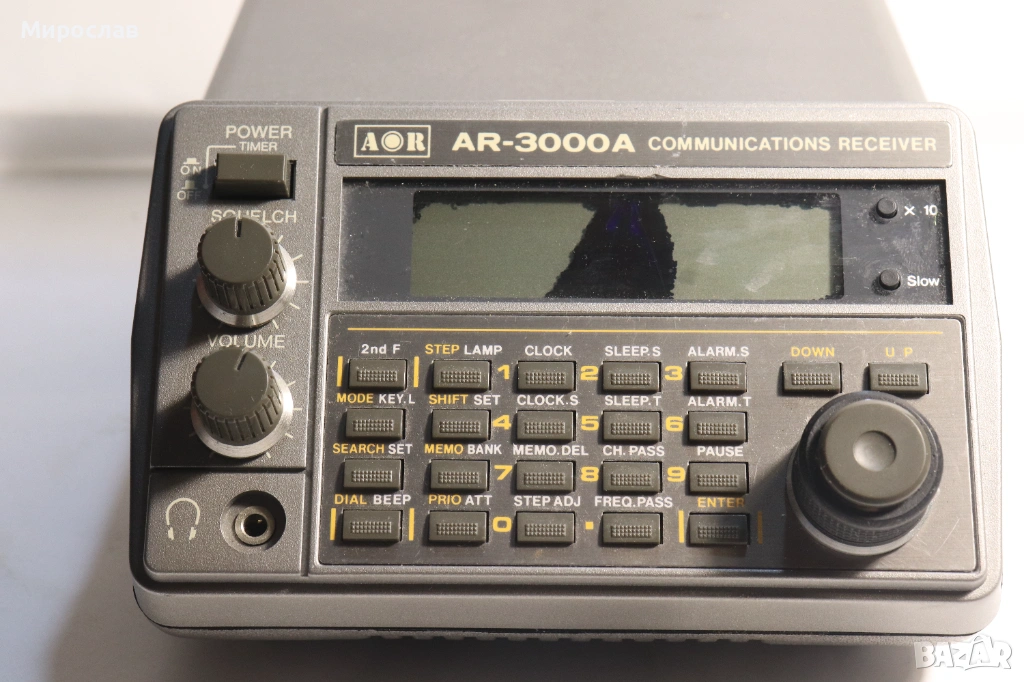 Мирослав
POWER
TIMER
ON
OFF
SQUELCH
VOLUME
AOR AR-3000A COMMUNICATIONS RECEIVER
x 10
Slow
2nd F STEP LAMP CLOCK SLEEP.S ALARM.S DOWN UP
1 2 3
MODE KEY.L SHIFT SET CLOCK.S SLEEP.T ALARM.T
4 5 6
SEARCH SET MEMO BANK MEMO.DEL CH.PASS PAUSE
7 8 9
DIAL BEEP PRIO ATT STEP ADJ FREQ.PASS ENTER
0 .
BAZAR